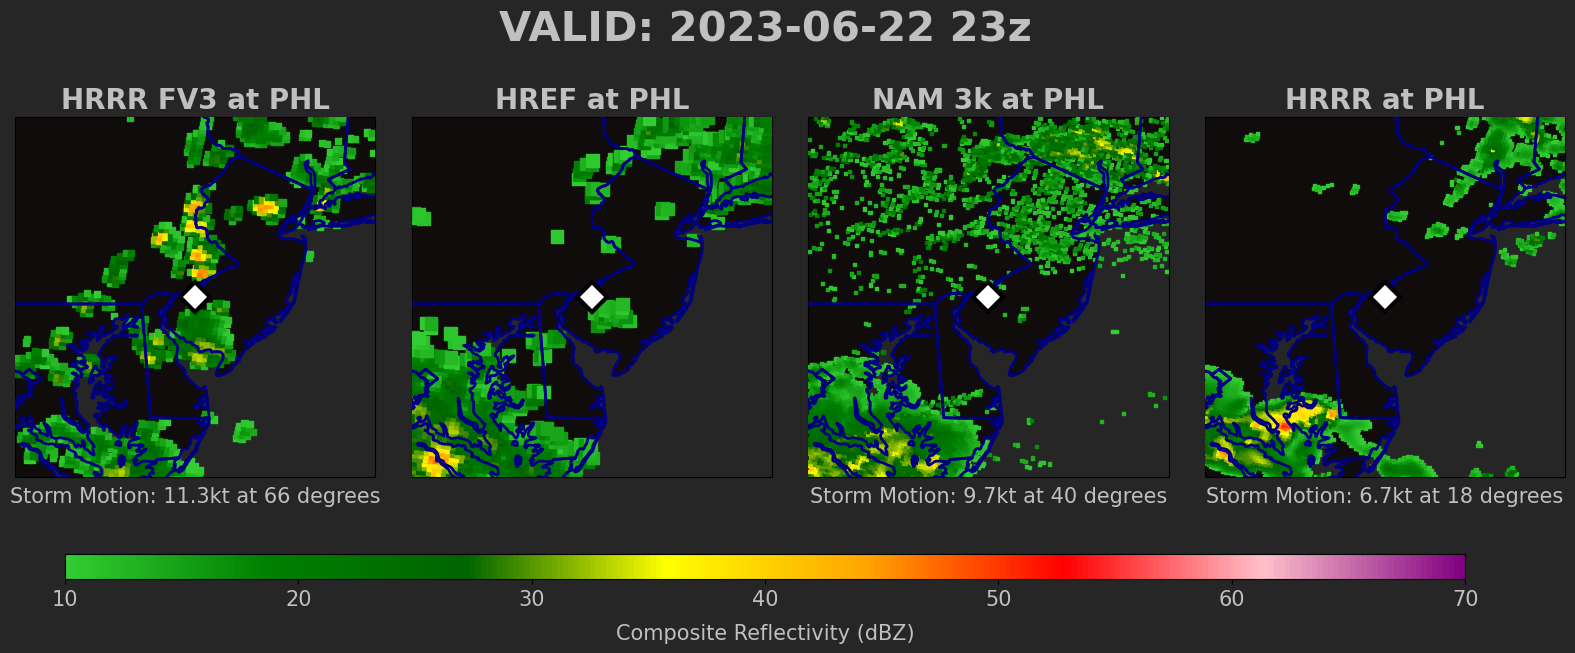 VALID: 2023-06-22 23z
HRRR FV3 at PHL
HREF at PHL
NAM 3k at PHL
HRRR at PHL
Storm Motion: 11.3kt at 66 degrees
Storm Motion: 9.7kt at 40 degrees
Storm Motion: 6.7kt at 18 degrees
10 20 30 40 50 60 70
Composite Reflectivity (dBZ)